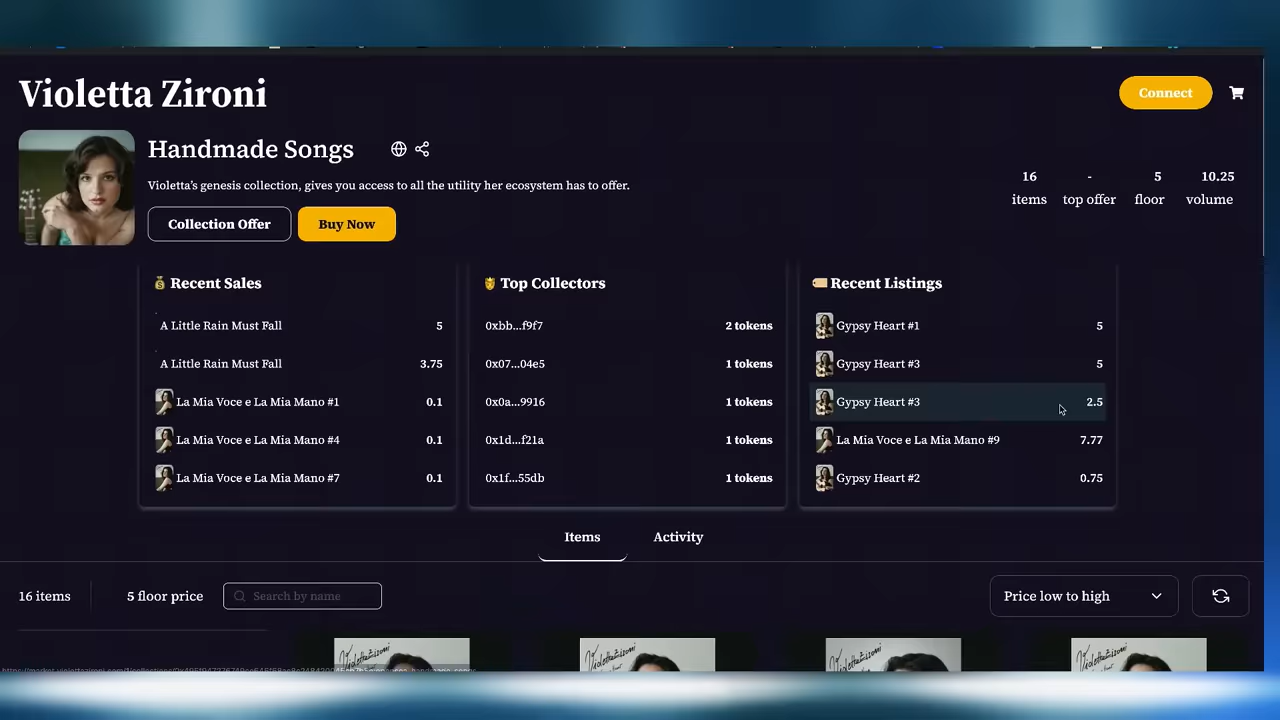 Violetta Zironi
Connect
Handmade Songs
Violetta's genesis collection, gives you access to all the utility her ecosystem has to offer.
Collection Offer
Buy Now
16 items
- top offer
5 floor
10.25 volume
Recent Sales
A Little Rain Must Fall 5
A Little Rain Must Fall 3.75
La Mia Voce e La Mia Mano #1 0.1
La Mia Voce e La Mia Mano #4 0.1
La Mia Voce e La Mia Mano #7 0.1
Top Collectors
0xbb...f9f7 2 tokens
0x07...04e5 1 tokens
0x0a...9916 1 tokens
0x1d...f21a 1 tokens
0x1f...55db 1 tokens
Recent Listings
Gypsy Heart #1 5
Gypsy Heart #3 5
Gypsy Heart #3 2.5
La Mia Voce e La Mia Mano #9 7.77
Gypsy Heart #2 0.75
Items
Activity
16 items
5 floor price
Search by name
Price low to high